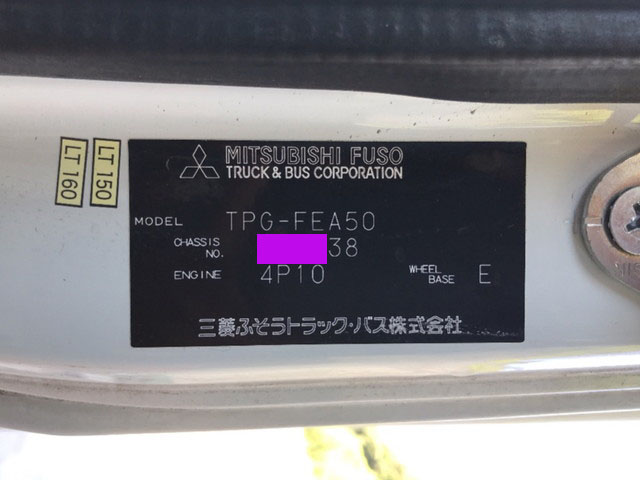 LT 160
LT 150
MITSUBISHI FUSO
TRUCK & BUS CORPORATION
MODEL TPG-FEA50
CHASSIS NO. 38
ENGINE 4P10 WHEEL BASE E
三菱ふそうトラック・バス株式会社